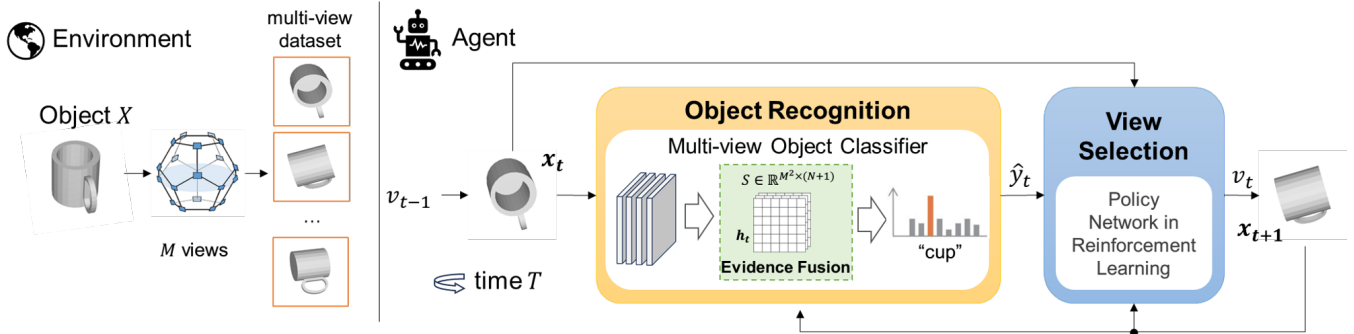 Environment
multi-view
dataset
Object X
M views
...
Agent
v_{t-1}
x_t
time T
Object Recognition
Multi-view Object Classifier
S ∈ ℝ^{M²×(N+1)}
h_t
Evidence Fusion
"cup"
ŷ_t
View
Selection
Policy
Network in
Reinforcement
Learning
v_t
x_{t+1}